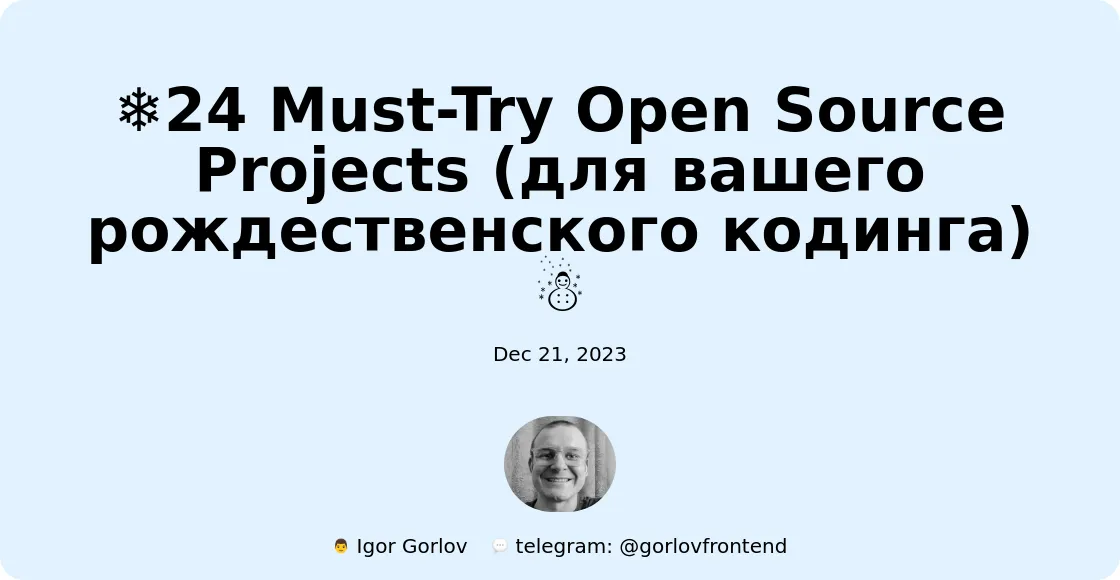 ❄24 Must-Try Open Source
Projects (для вашего
рождественского кодинга)
☃
Dec 21, 2023
👨 Igor Gorlov 💬 telegram: @gorlovfrontend